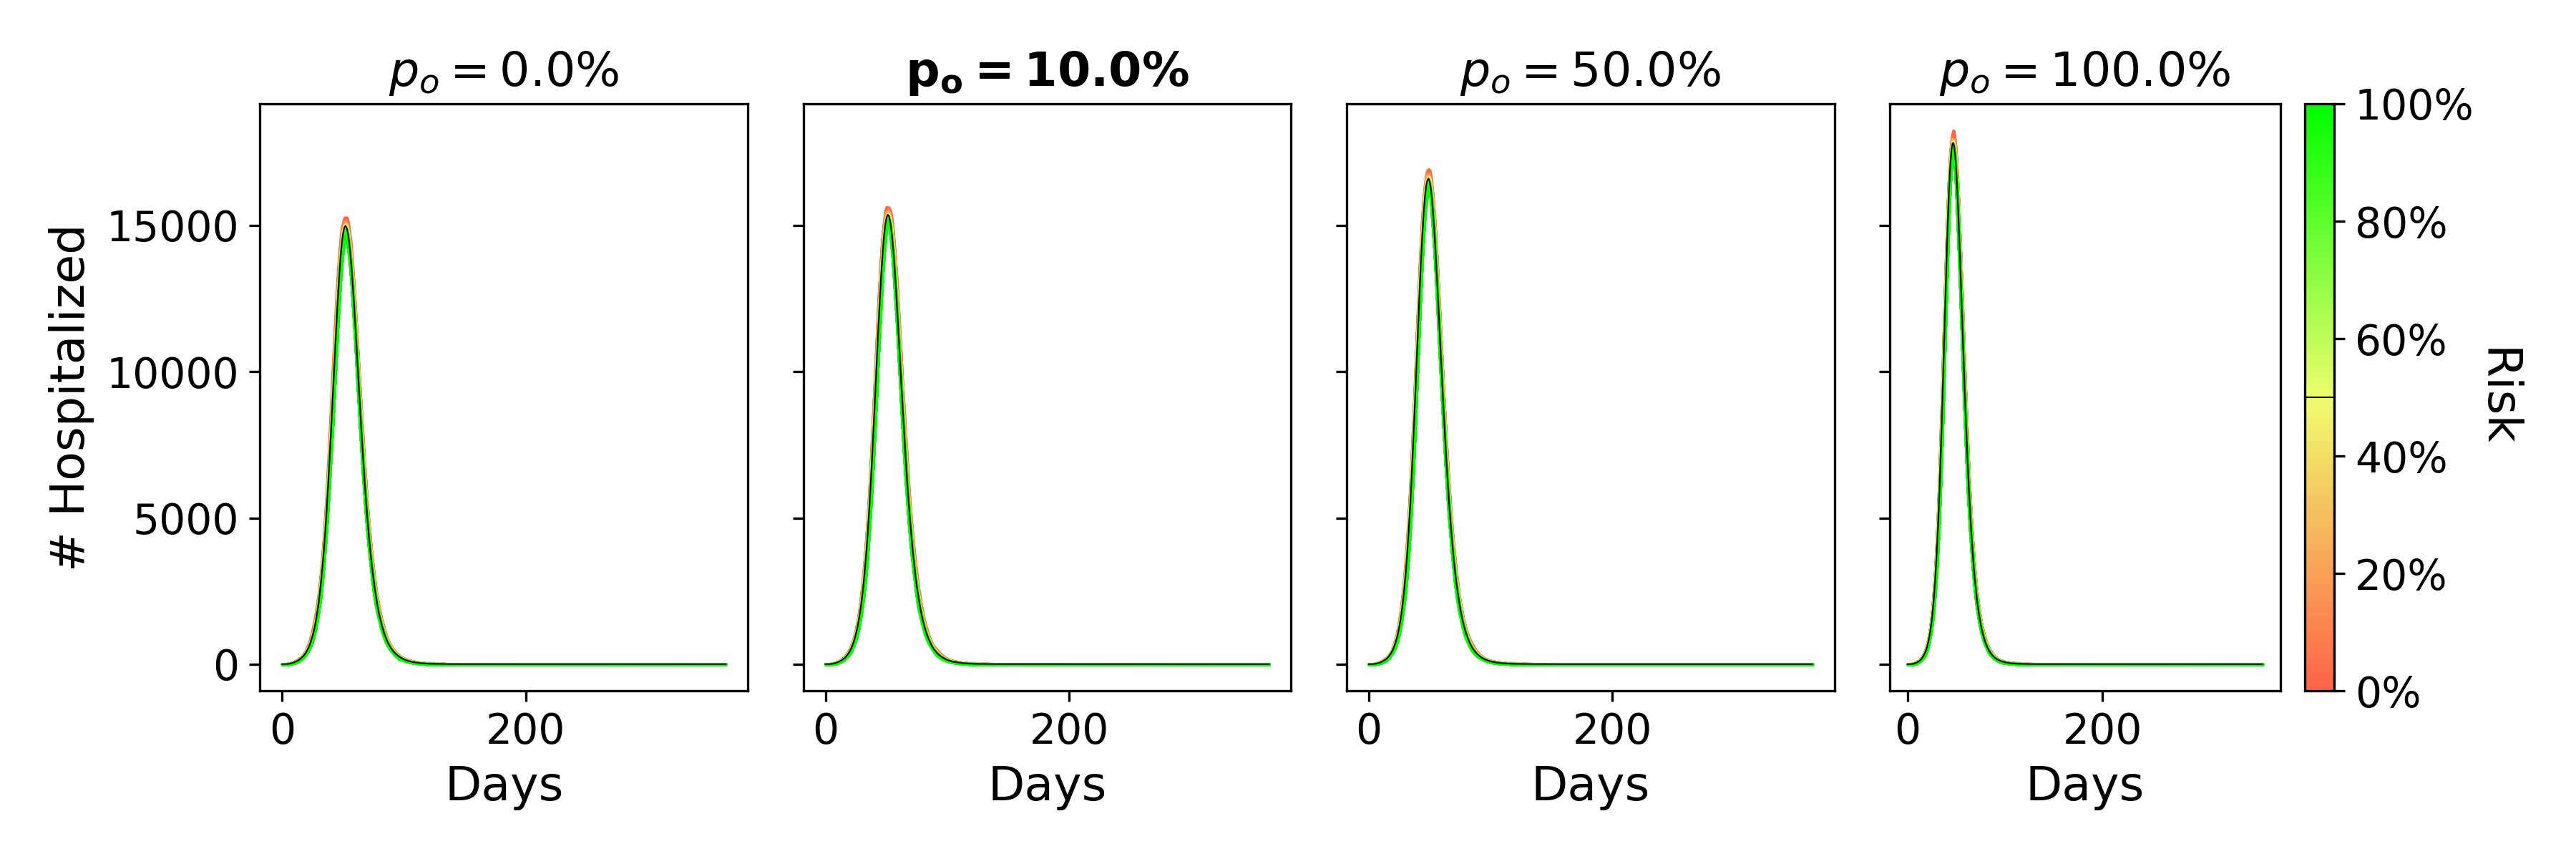 p_o = 0.0%
p_o = 10.0%
p_o = 50.0%
p_o = 100.0%
# Hospitalized
15000
10000
5000
0
0 200
0 200
0 200
0 200
Days
Days
Days
Days
100%
80%
60%
40%
20%
0%
Risk